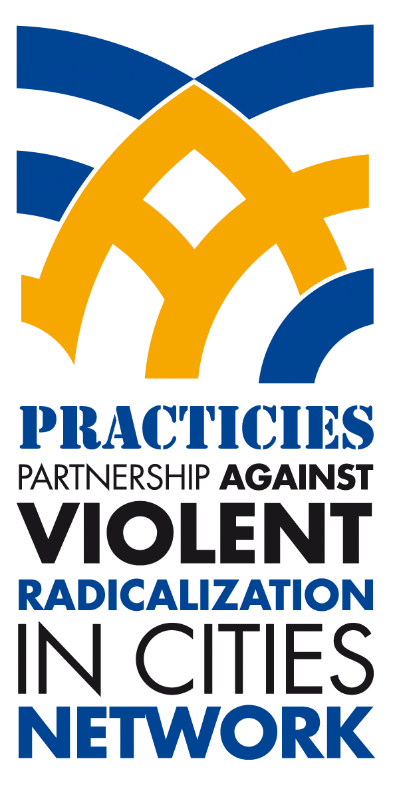 PRACTICIES
PARTNERSHIP AGAINST
VIOLENT
RADICALIZATION
IN CITIES
NETWORK